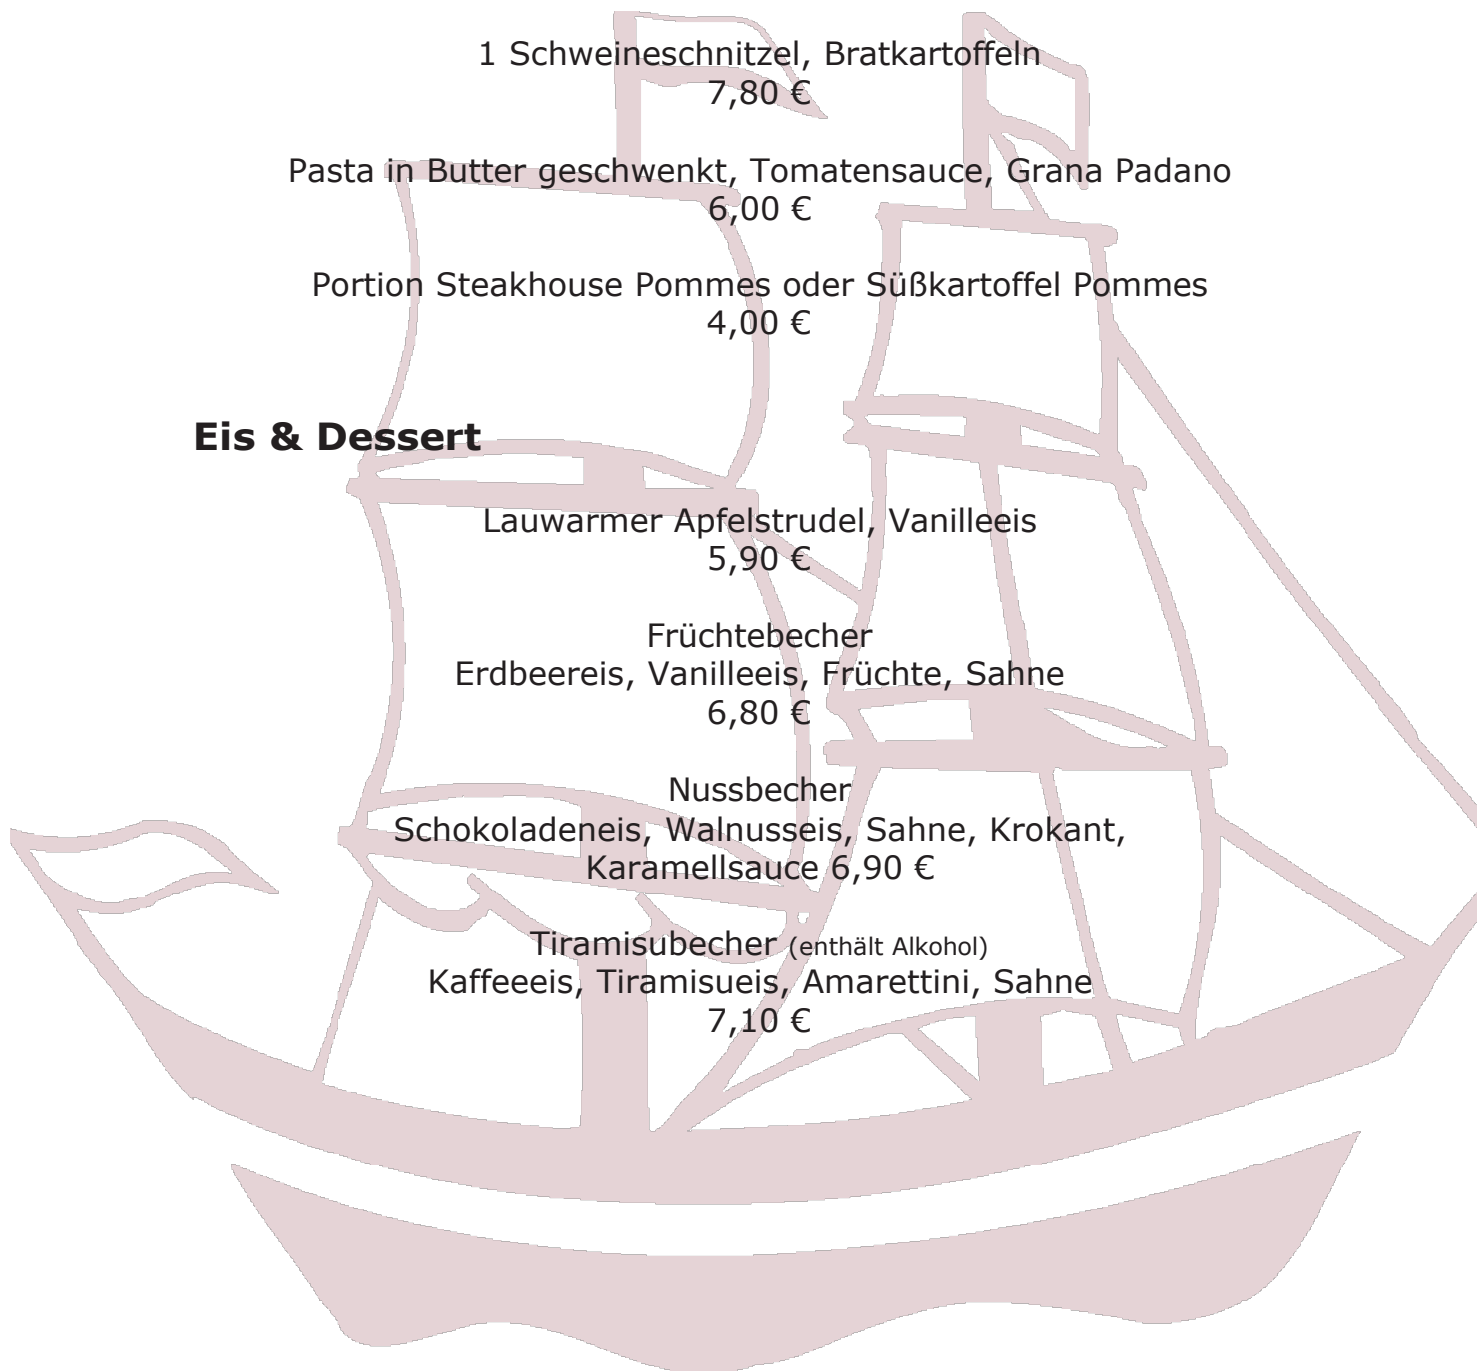 1 Schweineschnitzel, Bratkartoffeln
7,80 €
Pasta in Butter geschwenkt, Tomatensauce, Grana Padano
6,00 €
Portion Steakhouse Pommes oder Süßkartoffel Pommes
4,00 €
Eis & Dessert
Lauwarmer Apfelstrudel, Vanilleeis
5,90 €
Früchtebecher
Erdbeereis, Vanilleeis, Früchte, Sahne
6,80 €
Nussbecher
Schokoladeneis, Walnusseis, Sahne, Krokant,
Karamellsauce 6,90 €
Tiramisubecher (enthält Alkohol)
Kaffeeeis, Tiramisueis, Amarettini, Sahne
7,10 €